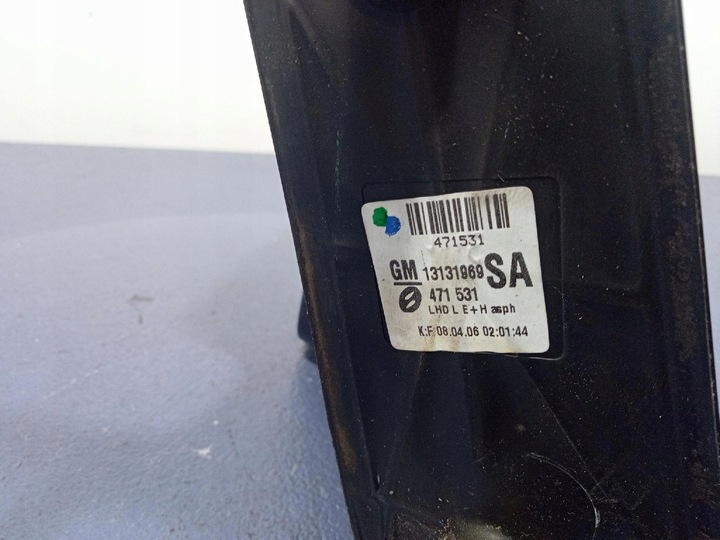 471531
GM 13131969 SA
471 531
LHD L E+H asph
K:F 08.04.06 02:01:44